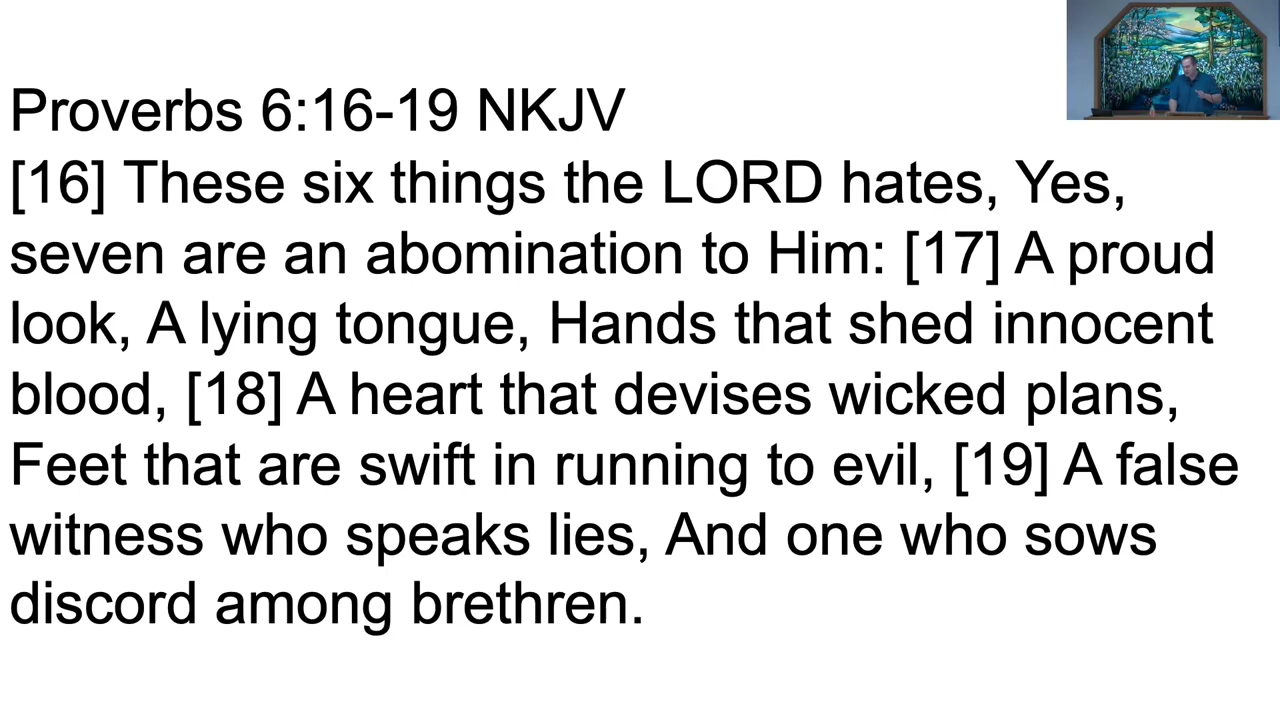 Proverbs 6:16-19 NKJV
[16] These six things the LORD hates, Yes,
seven are an abomination to Him: [17] A proud
look, A lying tongue, Hands that shed innocent
blood, [18] A heart that devises wicked plans,
Feet that are swift in running to evil, [19] A false
witness who speaks lies, And one who sows
discord among brethren.